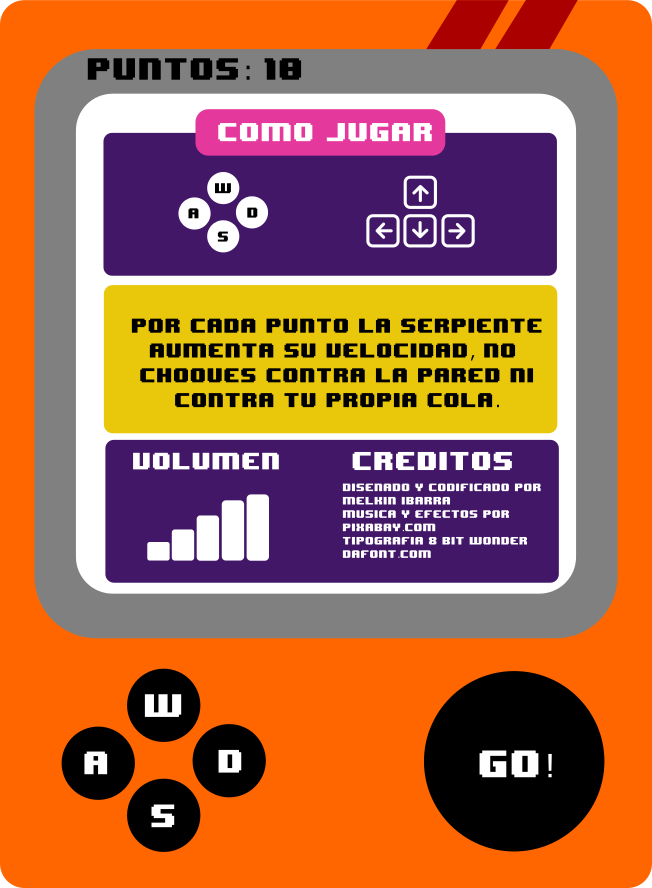 PUNTOS: 18
COMO JUGAR
W
A D
S
POR CADA PUNTO LA SERPIENTE
AUMENTA SU VELOCIDAD, NO
CHOQUES CONTRA LA PARED NI
CONTRA TU PROPIA COLA.
VOLUMEN
CREDITOS
DISENADO Y CODIFICADO POR
MELKIN IBARRA
MUSICA Y EFECTOS POR
PIXABAY.COM
TIPOGRAFIA 8 BIT WONDER
DAFONT.COM
W
A D
S
GO!